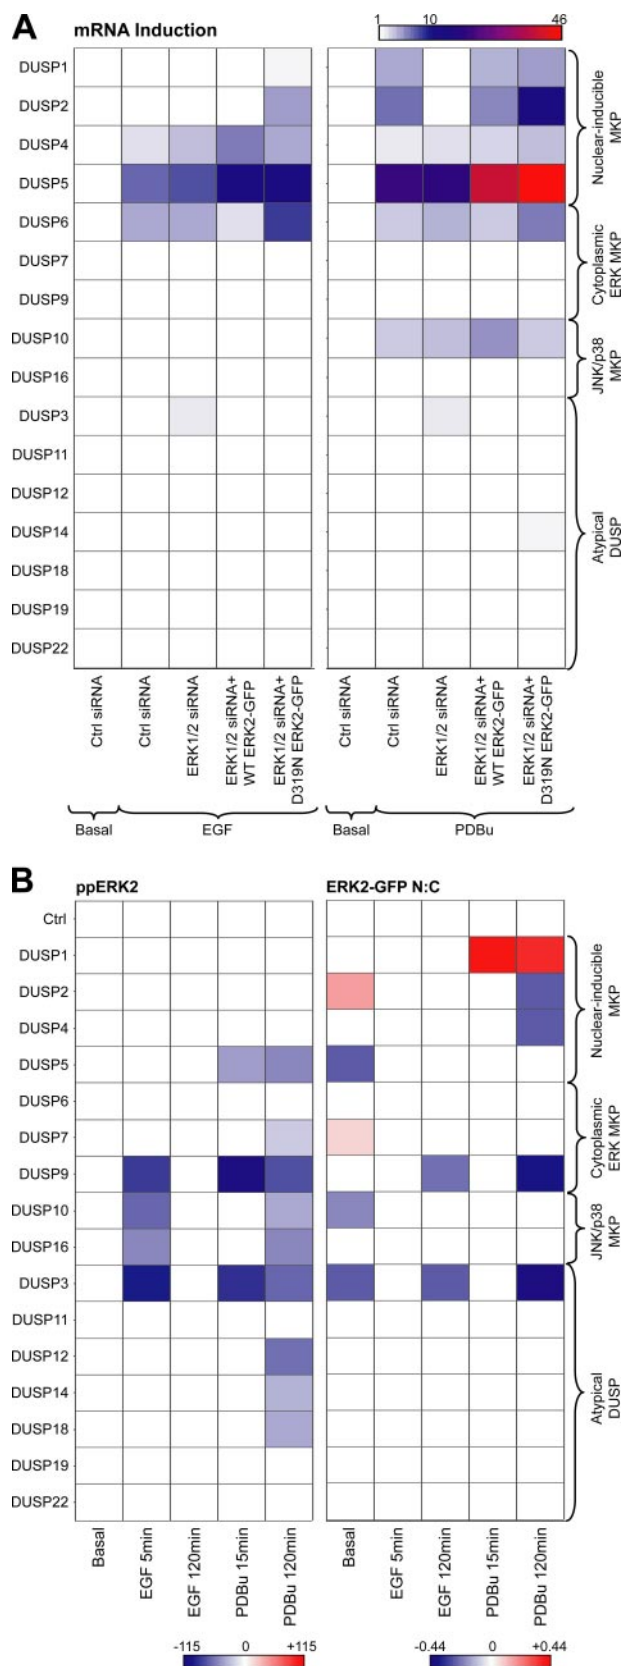 A
mRNA Induction
1 10 46
DUSP1
DUSP2
DUSP4
DUSP5
DUSP6
DUSP7
DUSP9
DUSP10
DUSP16
DUSP3
DUSP11
DUSP12
DUSP14
DUSP18
DUSP19
DUSP22
Nuclear-inducible
MKP
Cytoplasmic
ERK MKP
JNK/p38
MKP
Atypical
DUSP
Ctrl siRNA
Ctrl siRNA
ERK1/2 siRNA
ERK1/2 siRNA+
WT ERK2-GFP
ERK1/2 siRNA+
D319N ERK2-GFP
Ctrl siRNA
Ctrl siRNA
ERK1/2 siRNA
ERK1/2 siRNA+
WT ERK2-GFP
ERK1/2 siRNA+
D319N ERK2-GFP
Basal EGF Basal PDBu
B
ppERK2 ERK2-GFP N:C
Ctrl
DUSP1
DUSP2
DUSP4
DUSP5
DUSP6
DUSP7
DUSP9
DUSP10
DUSP16
DUSP3
DUSP11
DUSP12
DUSP14
DUSP18
DUSP19
DUSP22
Nuclear-inducible
MKP
Cytoplasmic
ERK MKP
JNK/p38
MKP
Atypical
DUSP
Basal
EGF 5min
EGF 120min
PDBu 15min
PDBu 120min
Basal
EGF 5min
EGF 120min
PDBu 15min
PDBu 120min
-115 0 +115
-0.44 0 +0.44